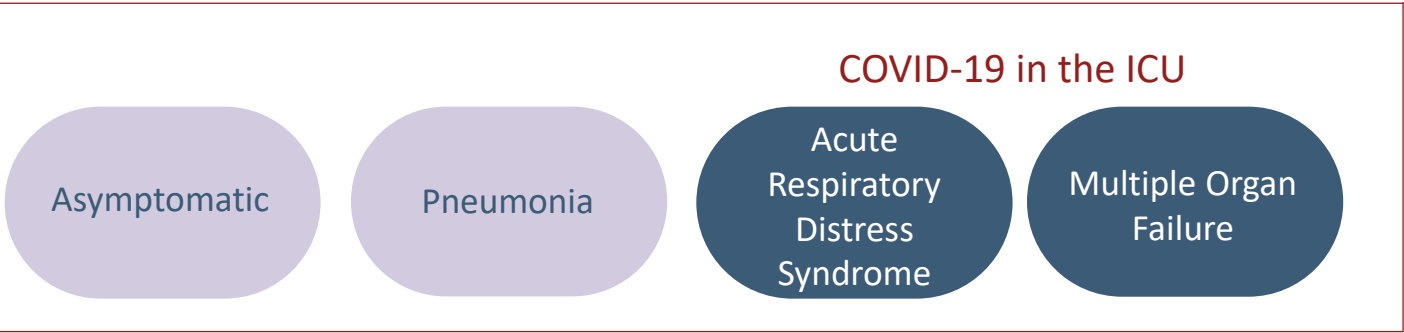 COVID-19 in the ICU
Asymptomatic
Pneumonia
Acute
Respiratory
Distress
Syndrome
Multiple Organ
Failure